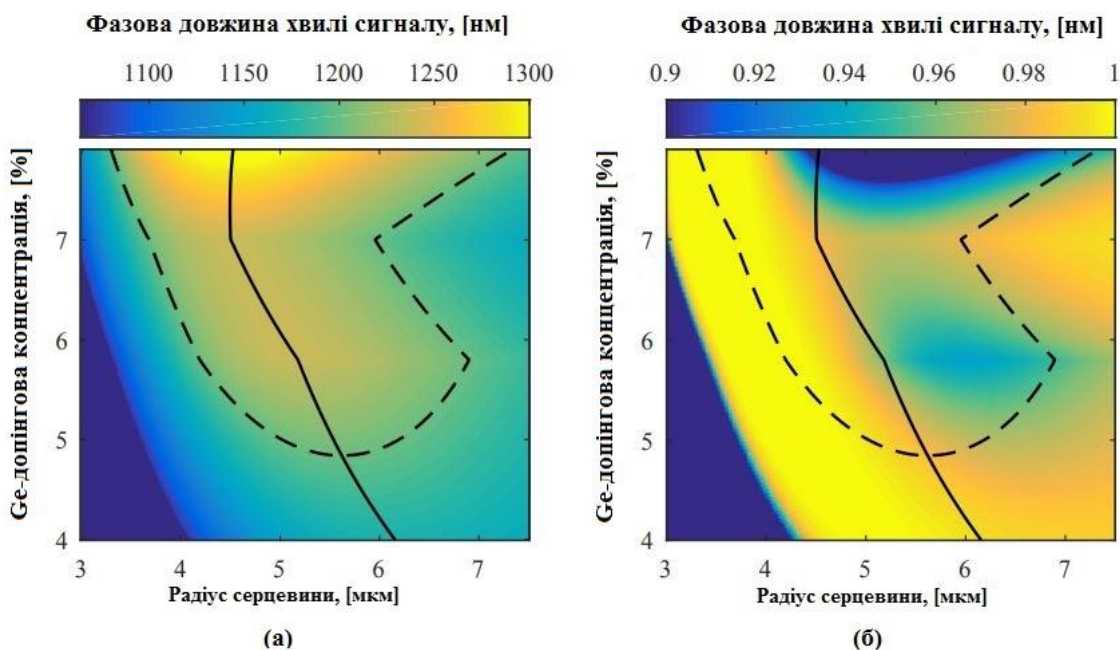 Фазова довжина хвилі сигналу, [нм]
1100 1150 1200 1250 1300
Ge-допінгова концентрація, [%]
7
6
5
4
3 4 5 6 7
Радіус серцевини, [мкм]
(а)
Фазова довжина хвилі сигналу, [нм]
0.9 0.92 0.94 0.96 0.98 1
Ge-допінгова концентрація, [%]
7
6
5
4
3 4 5 6 7
Радіус серцевини, [мкм]
(б)